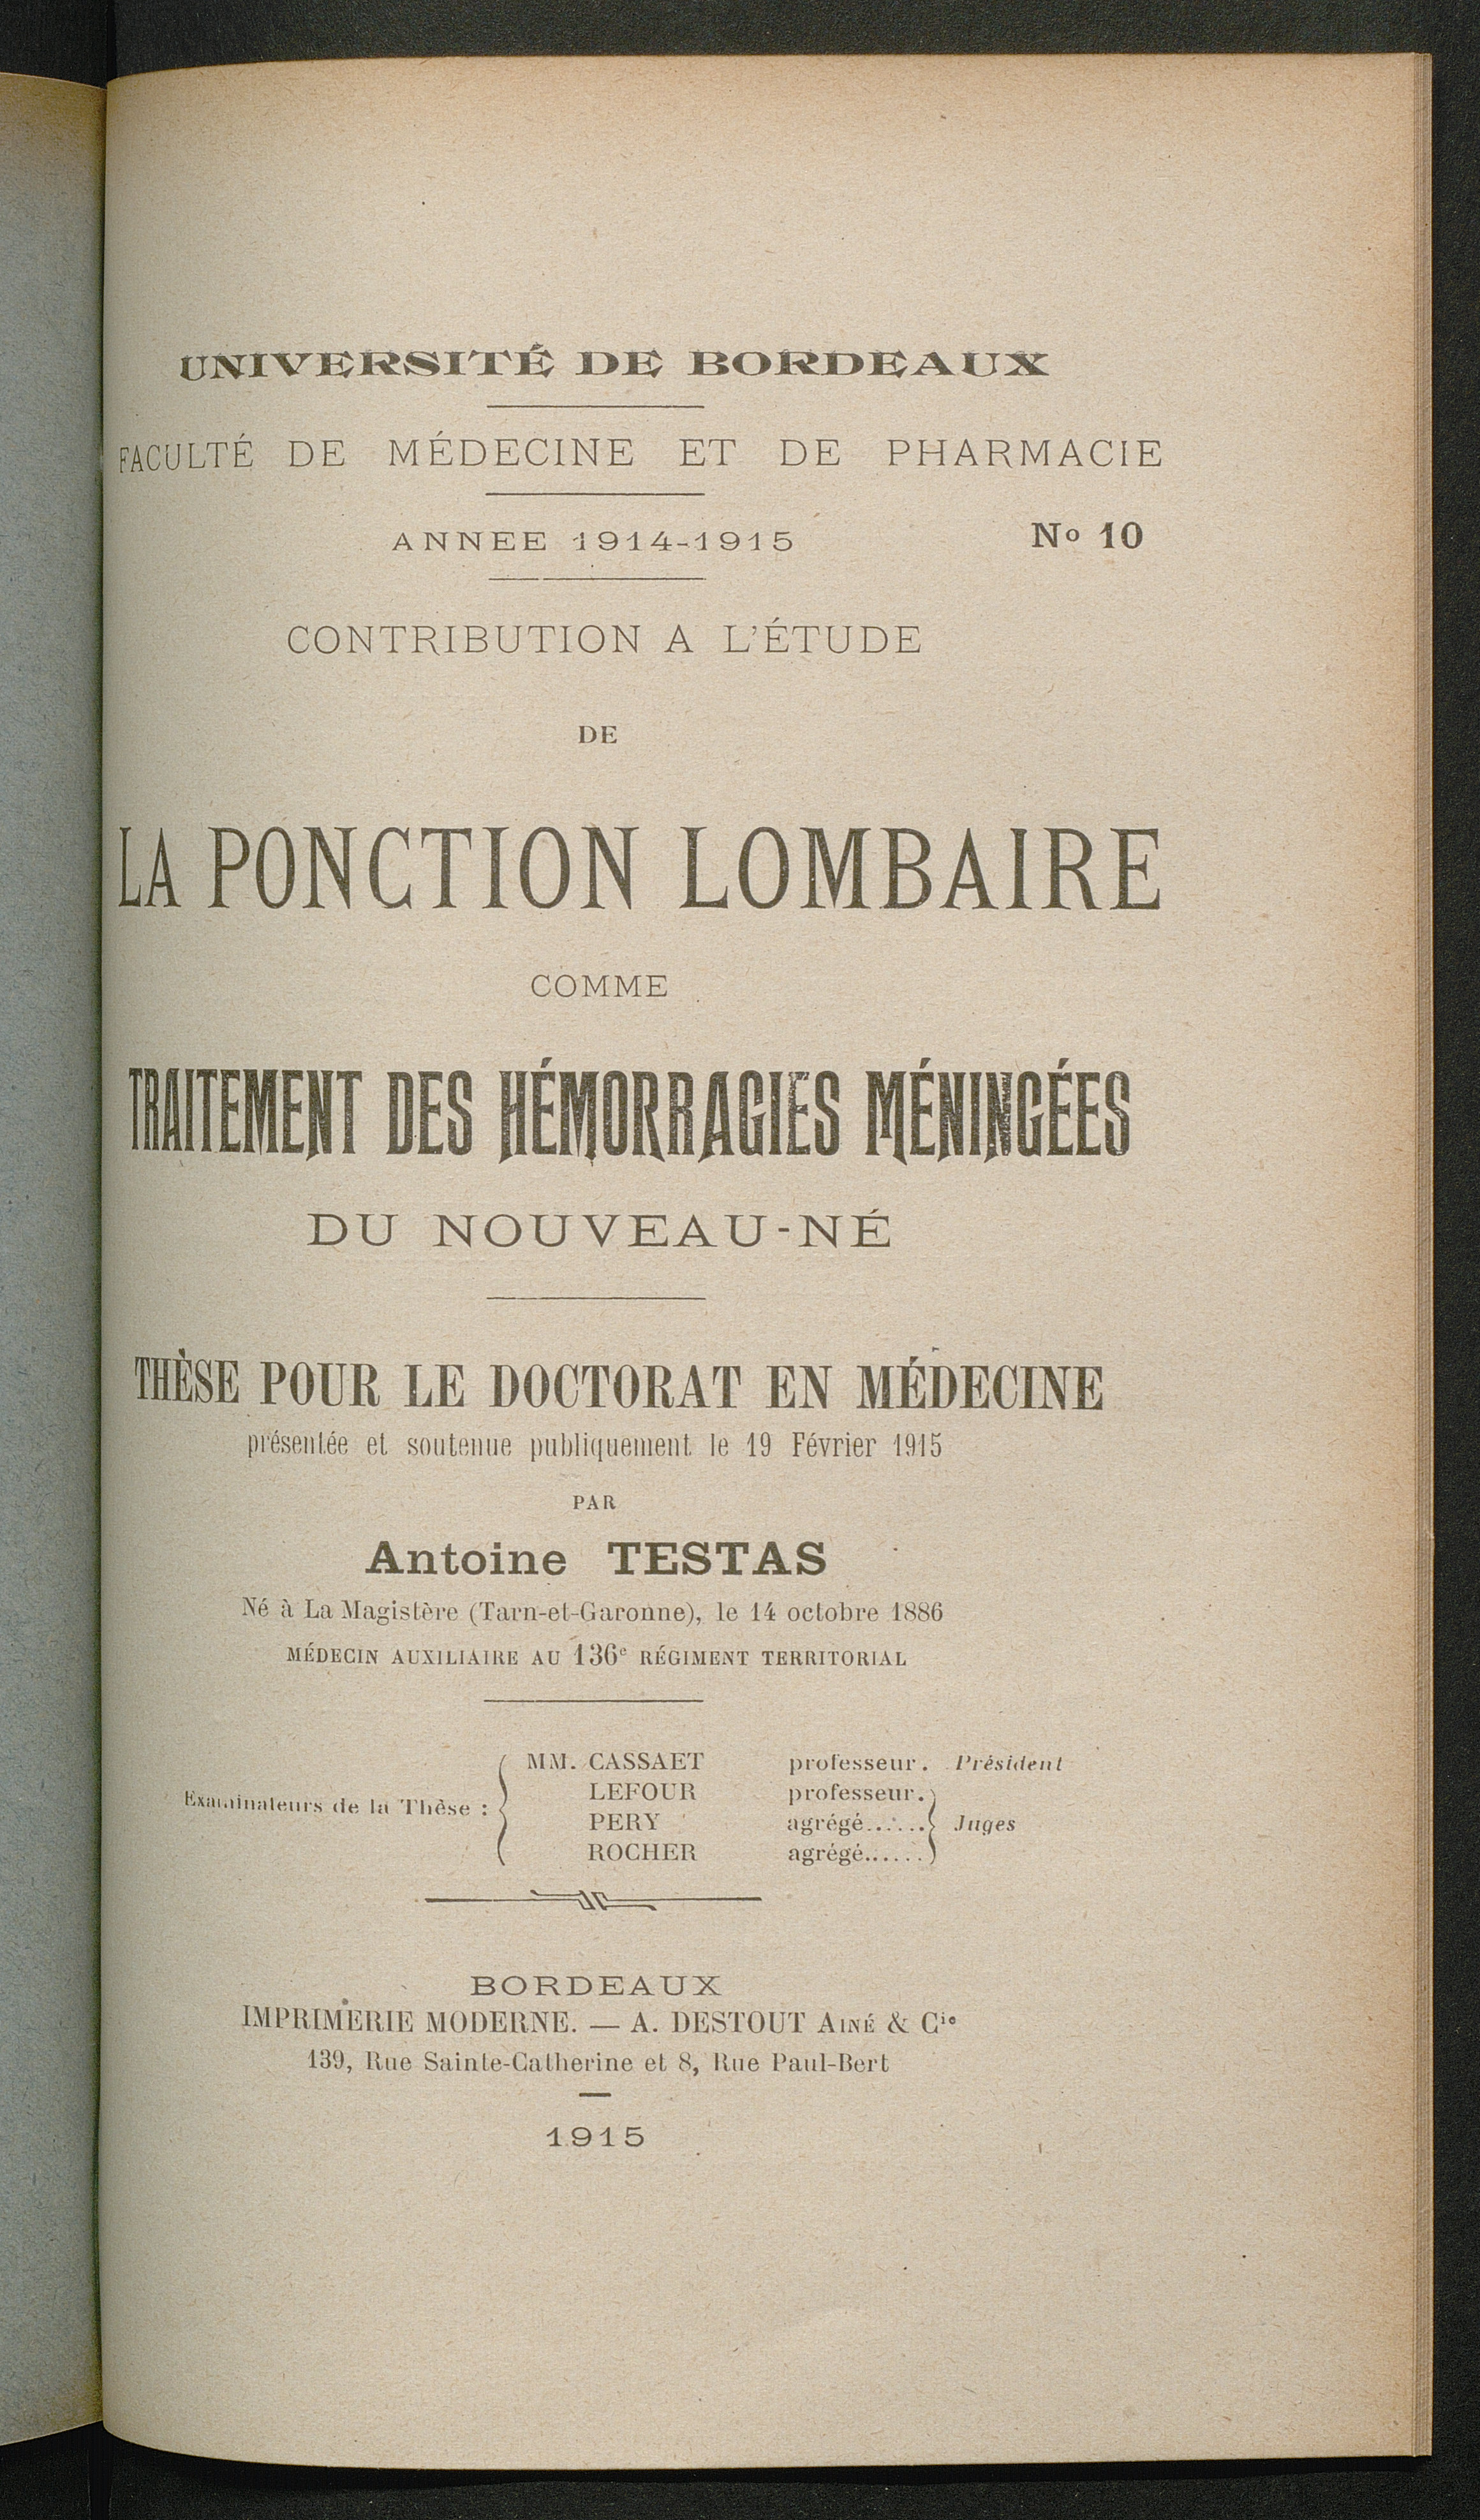 UNIVERSITÉ DE BORDEAUX
FACULTÉ DE MÉDECINE ET DE PHARMACIE
ANNEE 1914-1915 No 10
CONTRIBUTION A L'ÉTUDE
DE
LA PONCTION LOMBAIRE
COMME
TRAITEMENT DES HÉMORRAGIES MÉNINGÉES
DU NOUVEAU-NÉ
THÈSE POUR LE DOCTORAT EN MÉDECINE
présentée et soutenue publiquement le 19 Février 1915
PAR
Antoine TESTAS
Né à La Magistère (Tarn-et-Garonne), le 14 octobre 1886
MÉDECIN AUXILIAIRE AU 136e RÉGIMENT TERRITORIAL
MM. CASSAET professeur. Président
LEFOUR professeur.
Examinateurs de la Thèse : PERY agrégé...... Juges
ROCHER agrégé......
BORDEAUX
IMPRIMERIE MODERNE. — A. DESTOUT AINÉ & Cie
139, Rue Sainte-Catherine et 8, Rue Paul-Bert
1915